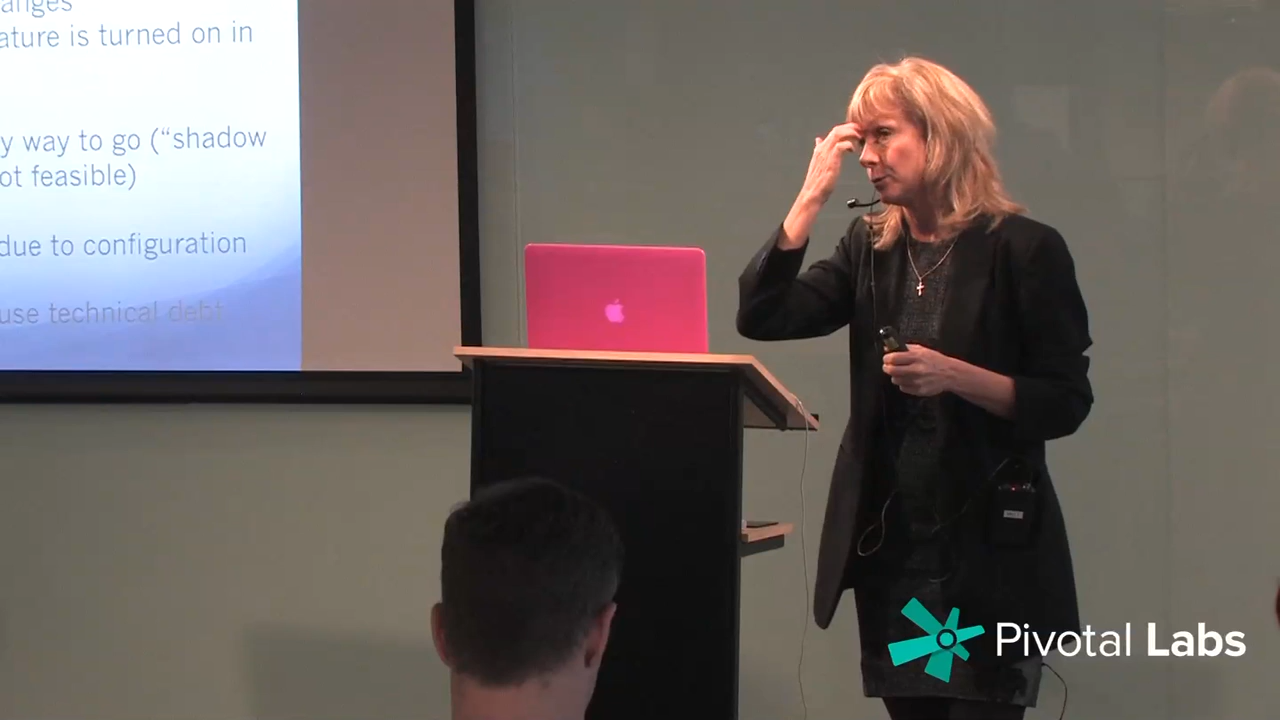 anges
ature is turned on in
y way to go (“shadow
ot feasible)
due to configuration
use technical debt
Pivotal Labs